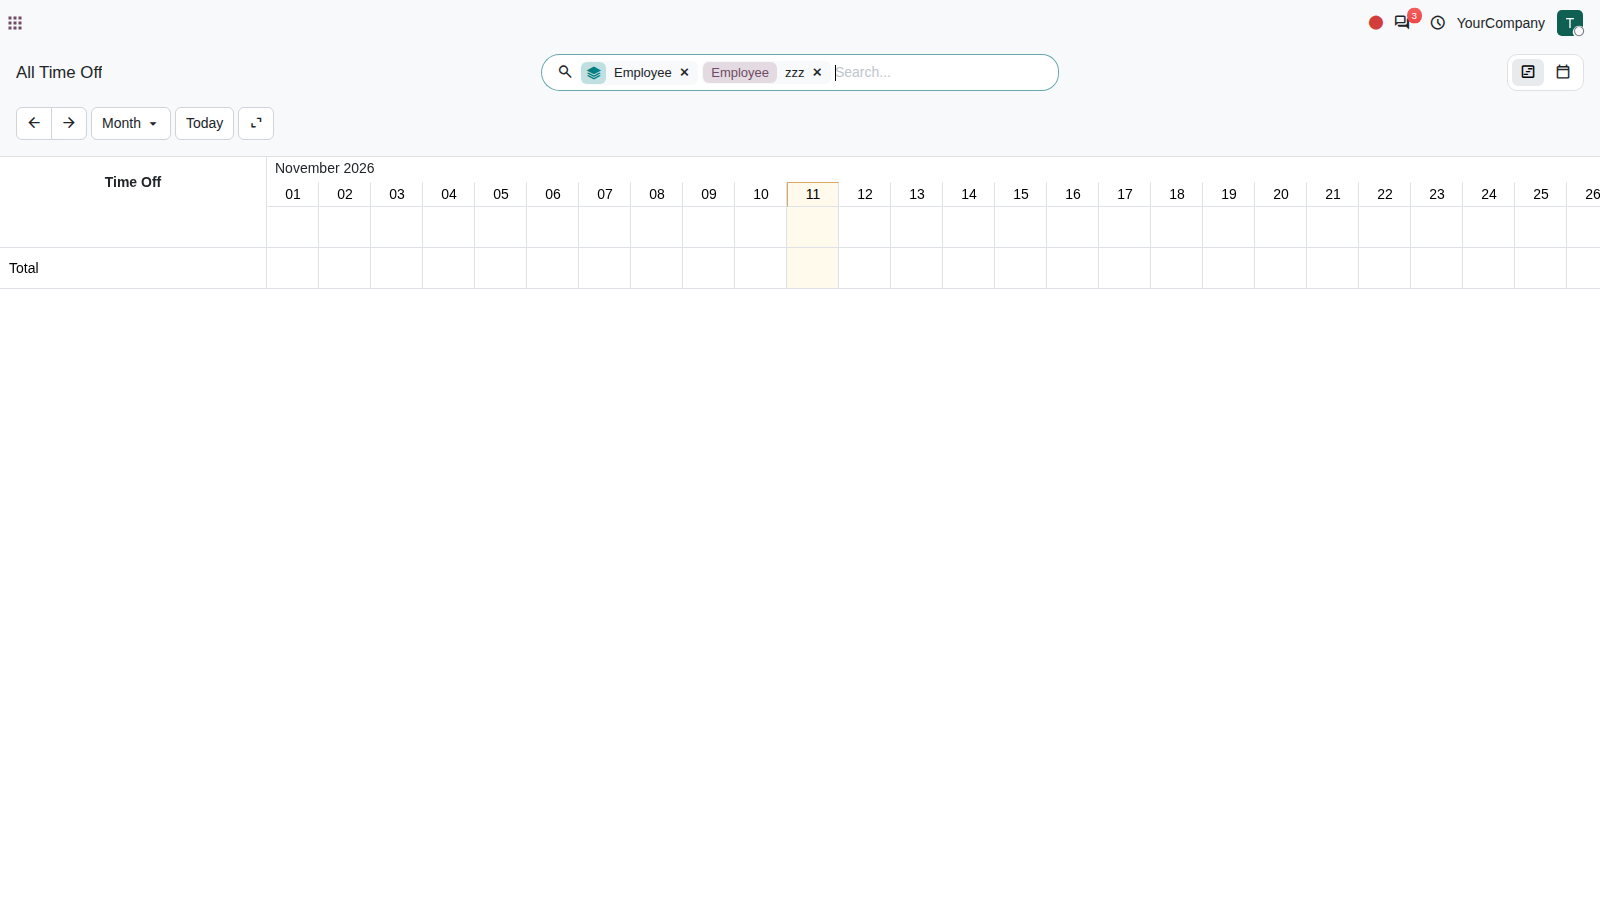 3
YourCompany
T
All Time Off
Employee × Employee zzz × Search...
Month Today
Time Off
November 2026
01 02 03 04 05 06 07 08 09 10 11 12 13 14 15 16 17 18 19 20 21 22 23 24 25 26
Total